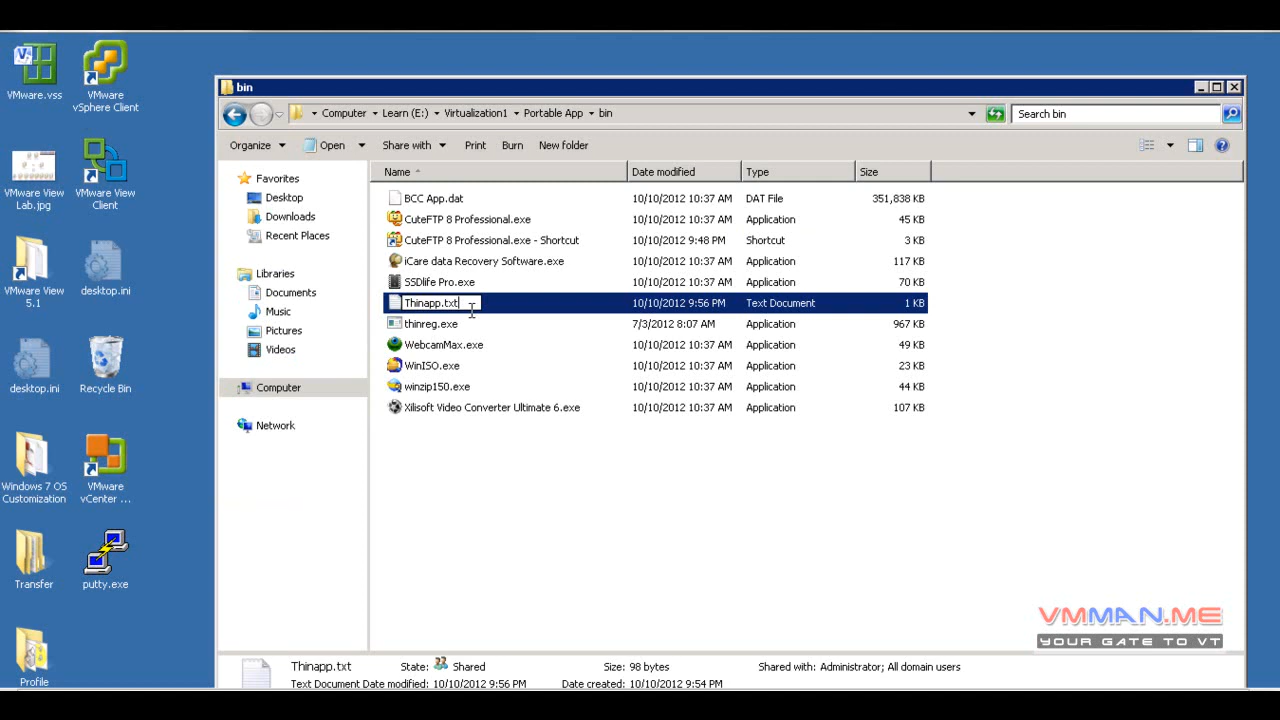 VMware.vss
VMware
vSphere Client
VMware View
Lab.jpg
VMware View
Client
VMware View
5.1
desktop.ini
desktop.ini
Recycle Bin
Windows 7 OS
Customization
VMware
vCenter ...
Transfer
putty.exe
Profile
bin
Computer
Learn (E:)
Virtualization1
Portable App
bin
Search bin
Organize
Open
Share with
Print
Burn
New folder
Favorites
Desktop
Downloads
Recent Places
Libraries
Documents
Music
Pictures
Videos
Computer
Network
Name Date modified Type Size
BCC App.dat 10/10/2012 10:37 AM DAT File 351,838 KB
CuteFTP 8 Professional.exe 10/10/2012 10:37 AM Application 45 KB
CuteFTP 8 Professional.exe - Shortcut 10/10/2012 9:48 PM Shortcut 3 KB
iCare data Recovery Software.exe 10/10/2012 10:37 AM Application 117 KB
SSDlife Pro.exe 10/10/2012 10:37 AM Application 70 KB
Thinapp.txt 10/10/2012 9:56 PM Text Document 1 KB
thinreg.exe 7/3/2012 8:07 AM Application 967 KB
WebcamMax.exe 10/10/2012 10:37 AM Application 49 KB
WinISO.exe 10/10/2012 10:37 AM Application 23 KB
winzip150.exe 10/10/2012 10:37 AM Application 44 KB
Xilisoft Video Converter Ultimate 6.exe 10/10/2012 10:37 AM Application 107 KB
VMMAN.ME
YOUR GATE TO VT
Thinapp.txt State: Shared Size: 98 bytes Shared with: Administrator; All domain users
Text Document Date modified: 10/10/2012 9:56 PM Date created: 10/10/2012 9:54 PM